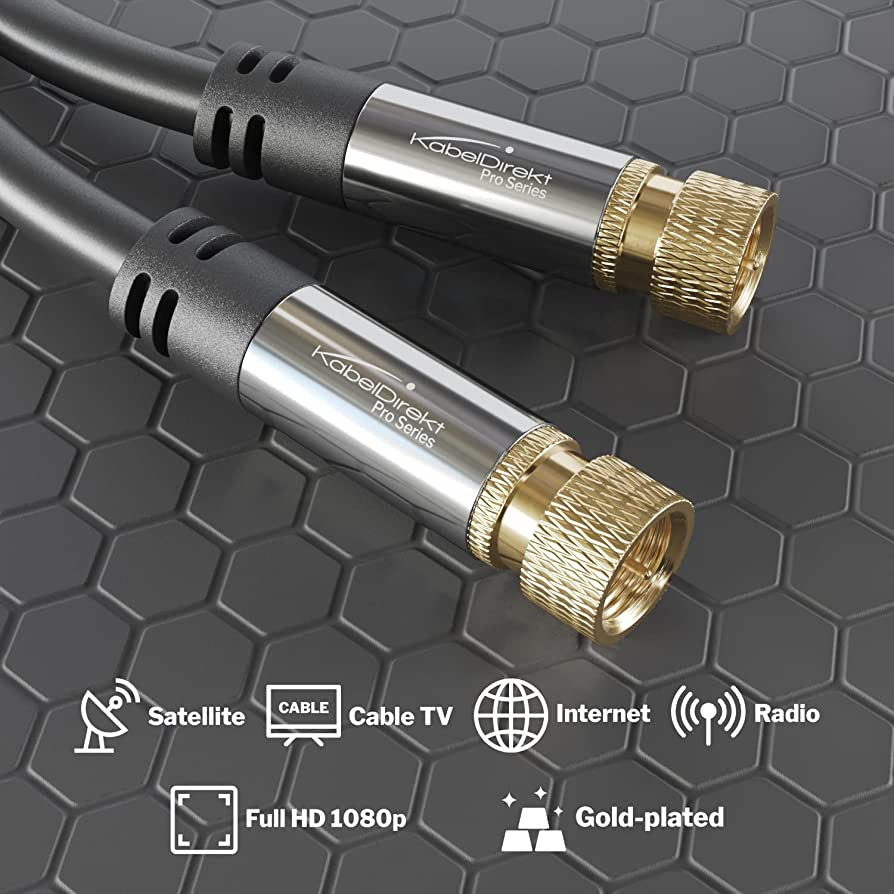 KabelDirekt
Pro Series
KabelDirekt
Pro Series
Satellite
CABLE
Cable TV
Internet
Radio
Full HD 1080p
Gold-plated